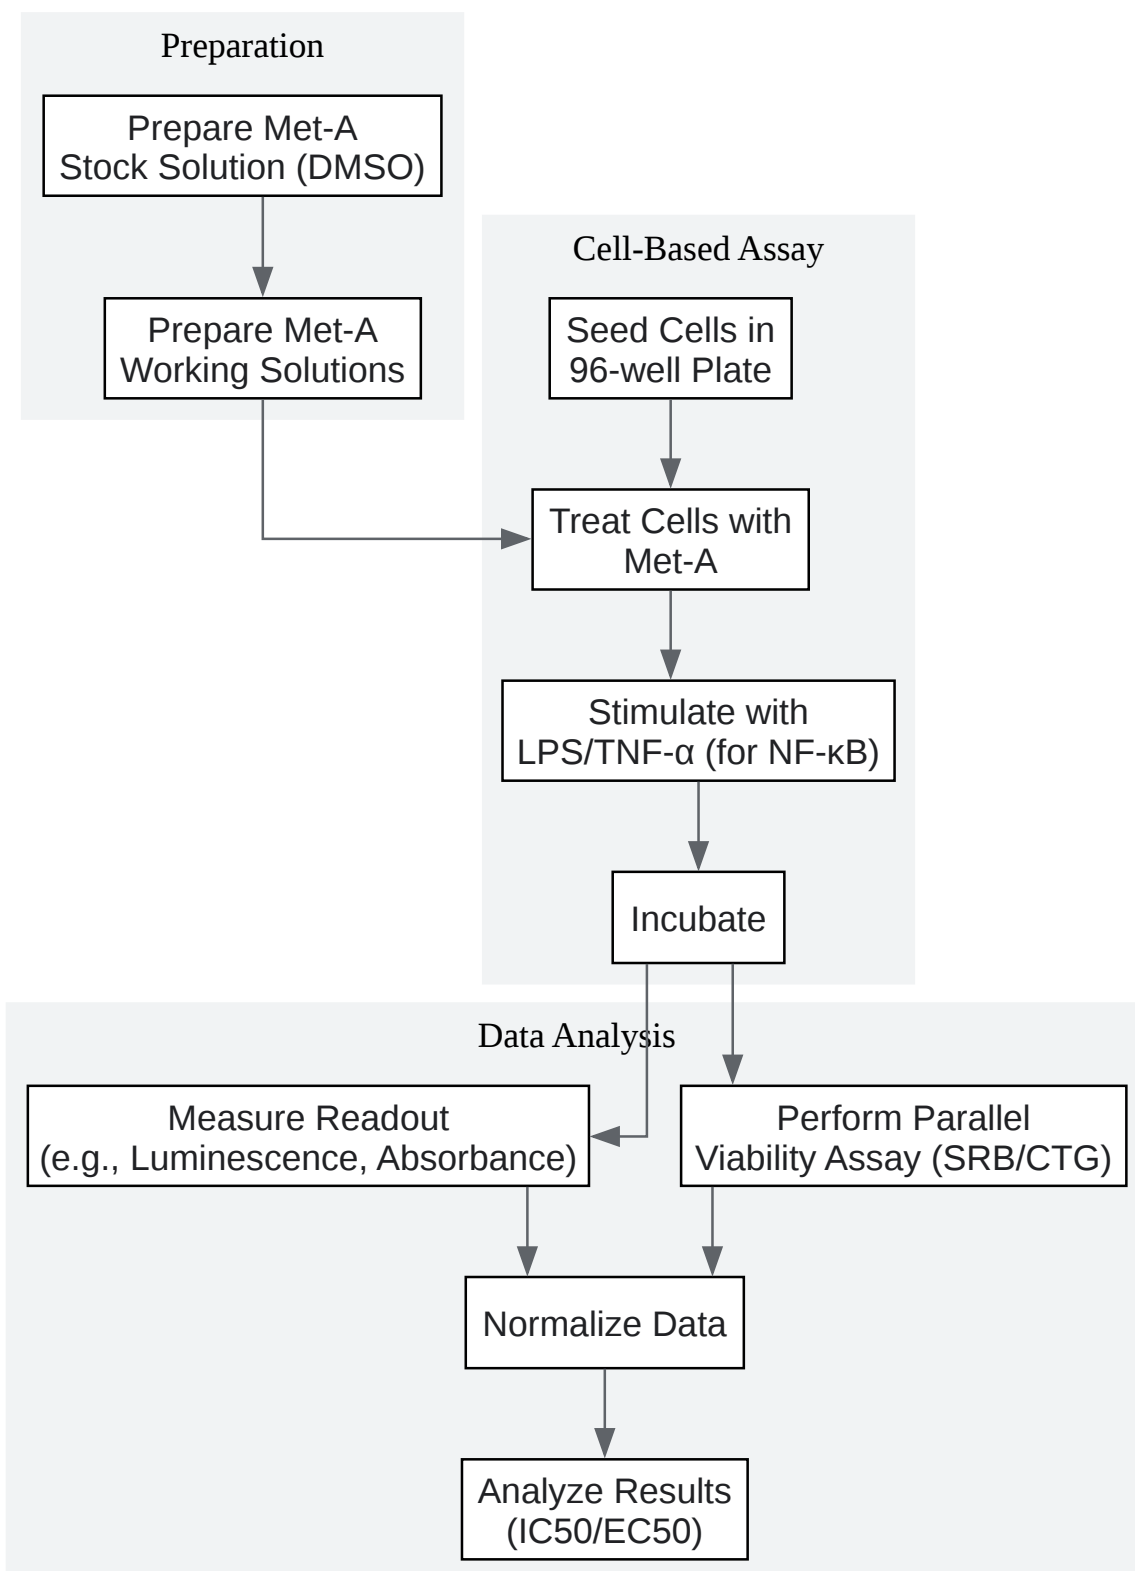 Preparation
Prepare Met-A
Stock Solution (DMSO)
Prepare Met-A
Working Solutions
Cell-Based Assay
Seed Cells in
96-well Plate
Treat Cells with
Met-A
Stimulate with
LPS/TNF-α (for NF-κB)
Incubate
Data Analysis
Measure Readout
(e.g., Luminescence, Absorbance)
Perform Parallel
Viability Assay (SRB/CTG)
Normalize Data
Analyze Results
(IC50/EC50)